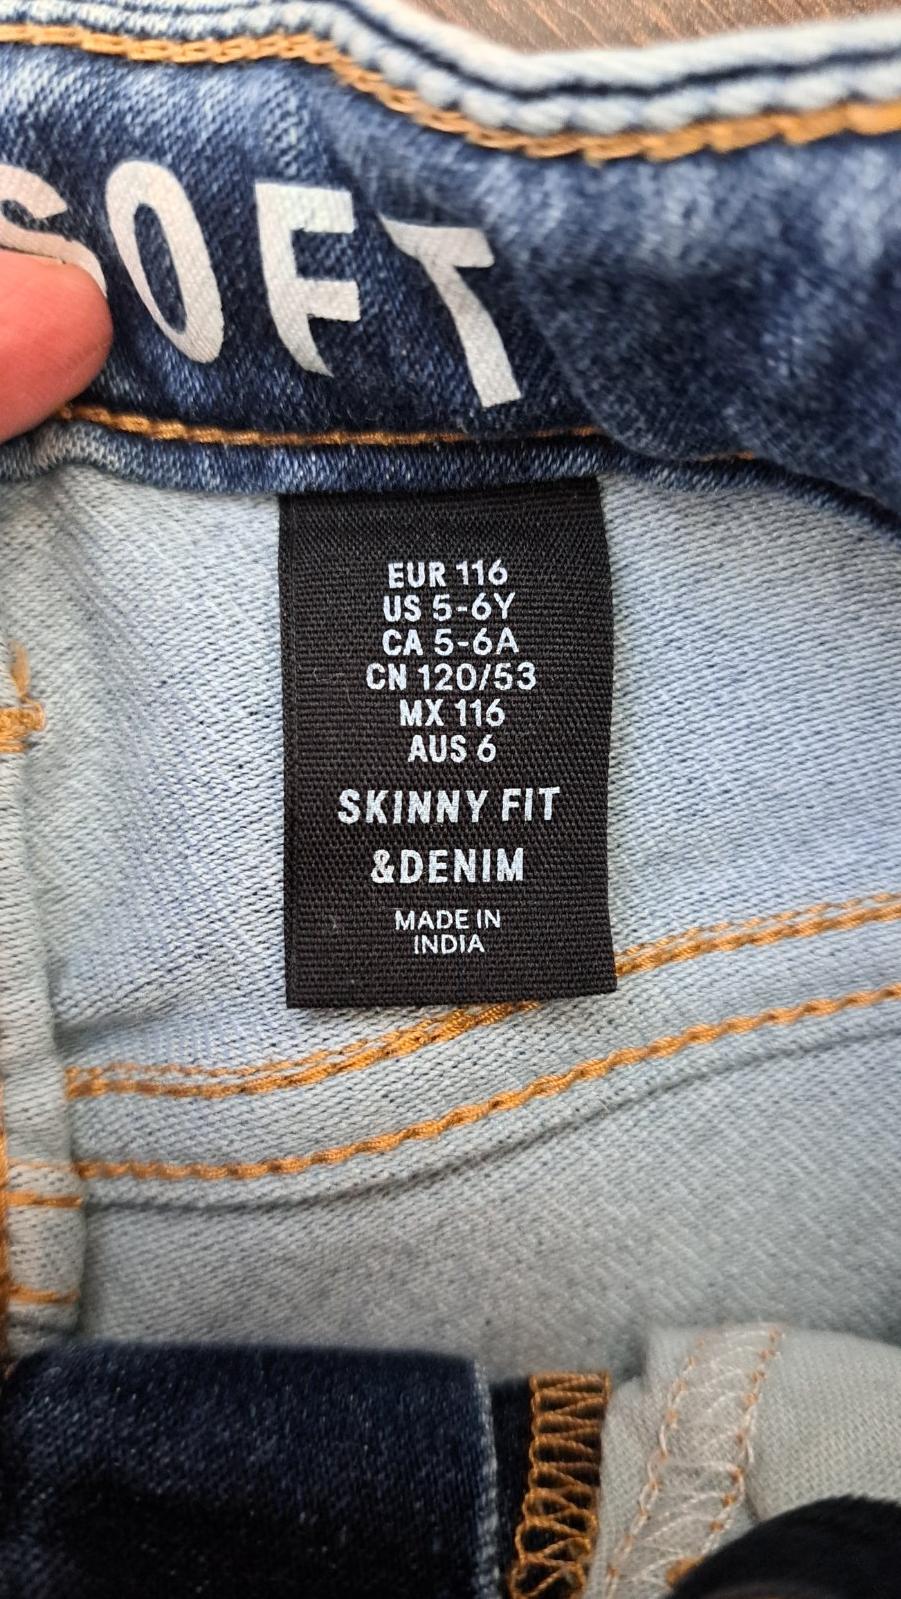 SOFT
EUR 116
US 5-6Y
CA 5-6A
CN 120/53
MX 116
AUS 6
SKINNY FIT
&DENIM
MADE IN
INDIA